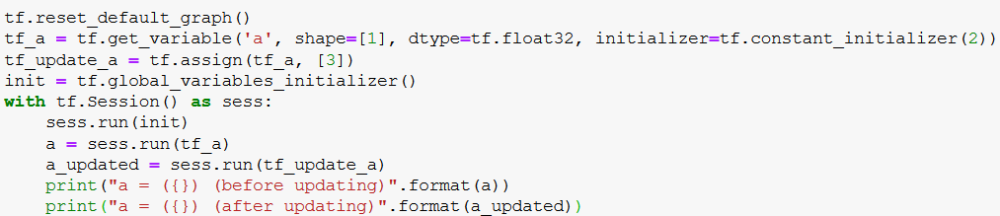 tf.reset_default_graph()
tf_a = tf.get_variable('a', shape=[1], dtype=tf.float32, initializer=tf.constant_initializer(2))
tf_update_a = tf.assign(tf_a, [3])
init = tf.global_variables_initializer()
with tf.Session() as sess:
    sess.run(init)
    a = sess.run(tf_a)
    a_updated = sess.run(tf_update_a)
    print("a = ({}) (before updating)".format(a))
    print("a = ({}) (after updating)".format(a_updated))